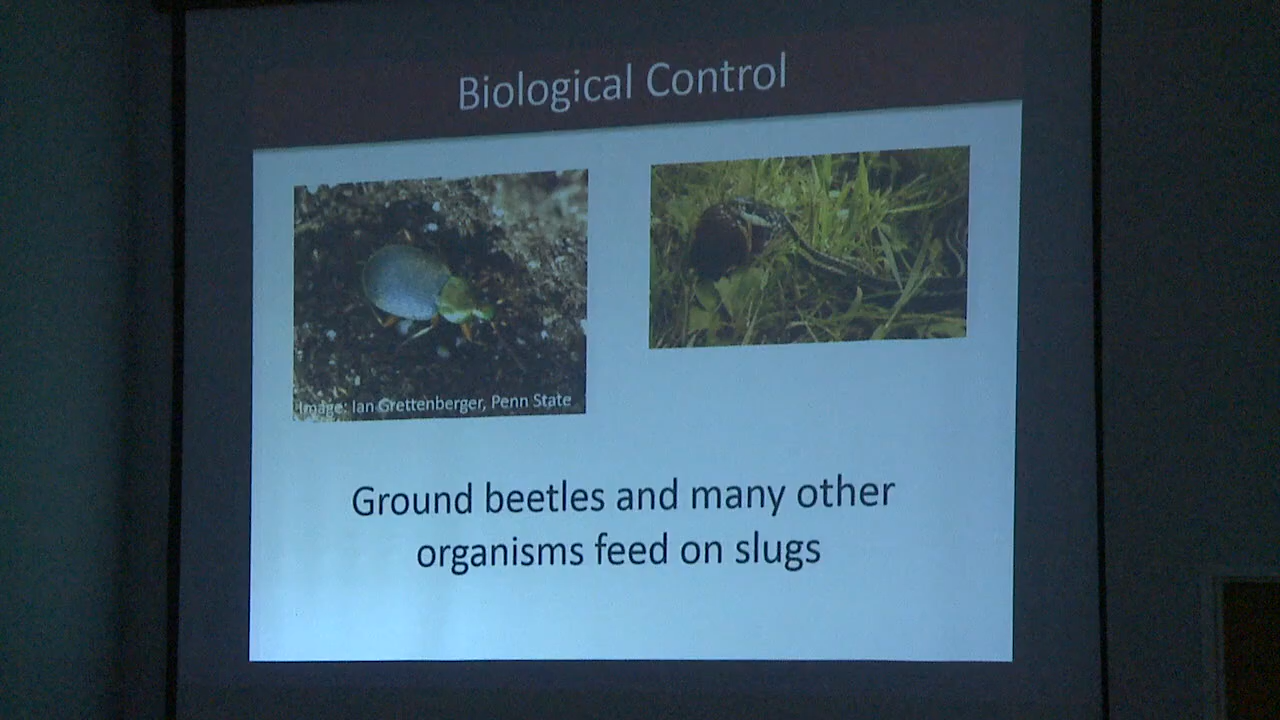 Biological Control
Image: Ian Grettenberger, Penn State
Ground beetles and many other
organisms feed on slugs